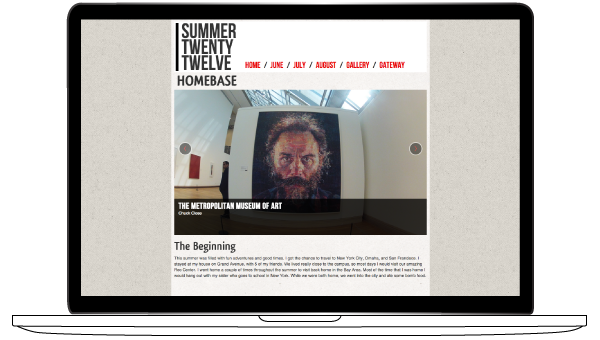 SUMMER
TWENTY
TWELVE
HOME / JUNE / JULY / AUGUST / GALLERY / GATEWAY
HOMEBASE
THE METROPOLITAN MUSEUM OF ART
Chuck Close
The Beginning
This summer was filled with fun adventures and good times. I got the chance to travel to New York City, Omaha, and San Francisco. I
stayed at my house on Grand Avenue, with 5 of my friends. We lived really close to the campus, so most days I would visit our amazing
Rec Center. I went home a couple of times throughout the summer to visit back home in the Bay Area. Most of the time that I was home I
would hang out with my sister who goes to school in New York. While we were both home, we went into the city and ate some iconic food.